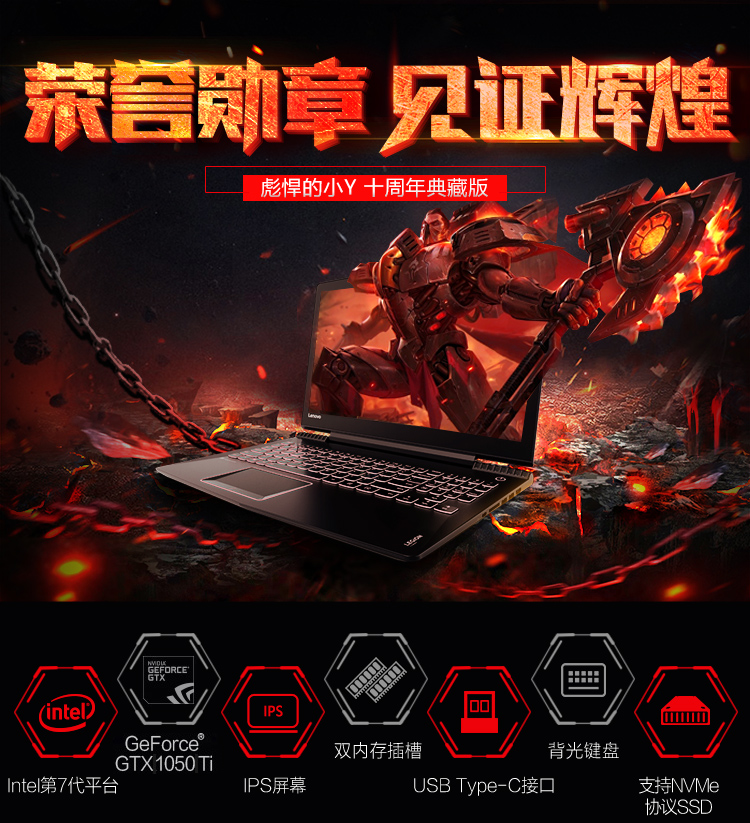 荣誉勋章 见证辉煌
彪悍的小Y 十周年典藏版
Lenovo
LEGION
intel
Intel第7代平台
NVIDIA
GEFORCE
GTX
GeForce®
GTX 1050 Ti
IPS
IPS屏幕
双内存插槽
USB Type-C接口
背光键盘
支持NVMe
协议SSD